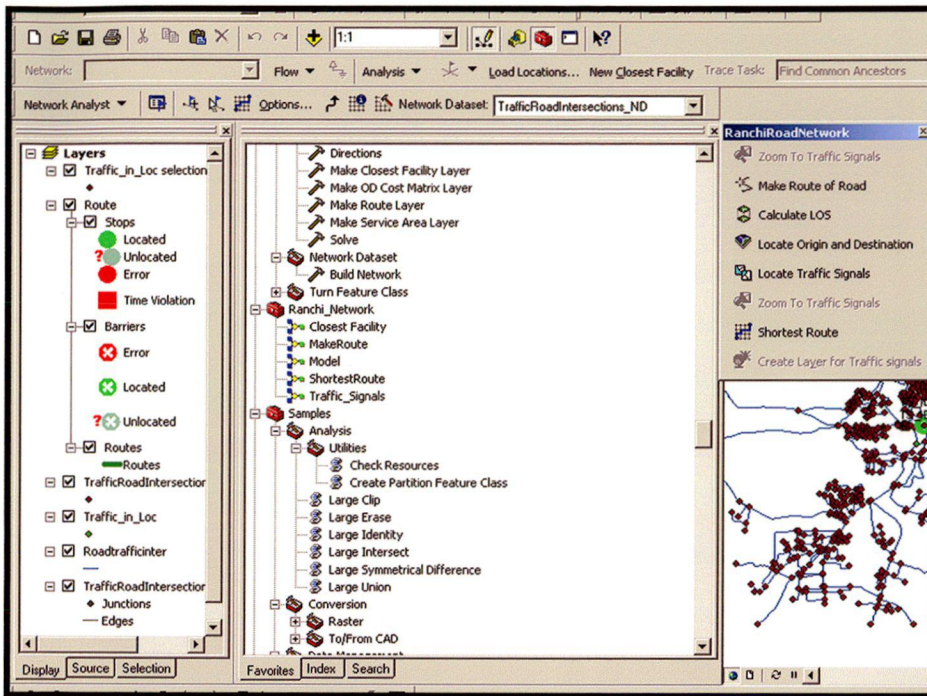 1:1
Network:
Flow
Analysis
Load Locations...
New Closest Facility
Trace Task:
Find Common Ancestors
Network Analyst
Options...
Network Dataset:
TrafficRoadIntersections_ND
Layers
Traffic_in_Loc selection
Route
Stops
Located
?
Unlocated
Error
Time Violation
Barriers
Error
Located
?
Unlocated
Routes
Routes
TrafficRoadIntersection
Traffic_in_Loc
Roadtrafficinter
TrafficRoadIntersection
Junctions
Edges
Display
Source
Selection
Directions
Make Closest Facility Layer
Make OD Cost Matrix Layer
Make Route Layer
Make Service Area Layer
Solve
Network Dataset
Build Network
Turn Feature Class
Ranchi_Network
Closest Facility
MakeRoute
Model
ShortestRoute
Traffic_Signals
Samples
Analysis
Utilities
Check Resources
Create Partition Feature Class
Large Clip
Large Erase
Large Identity
Large Intersect
Large Symmetrical Difference
Large Union
Conversion
Raster
To/From CAD
Favorites
Index
Search
RanchiRoadNetwork
Zoom To Traffic Signals
Make Route of Road
Calculate LOS
Locate Origin and Destination
Locate Traffic Signals
Zoom To Traffic Signals
Shortest Route
Create Layer for Traffic signals